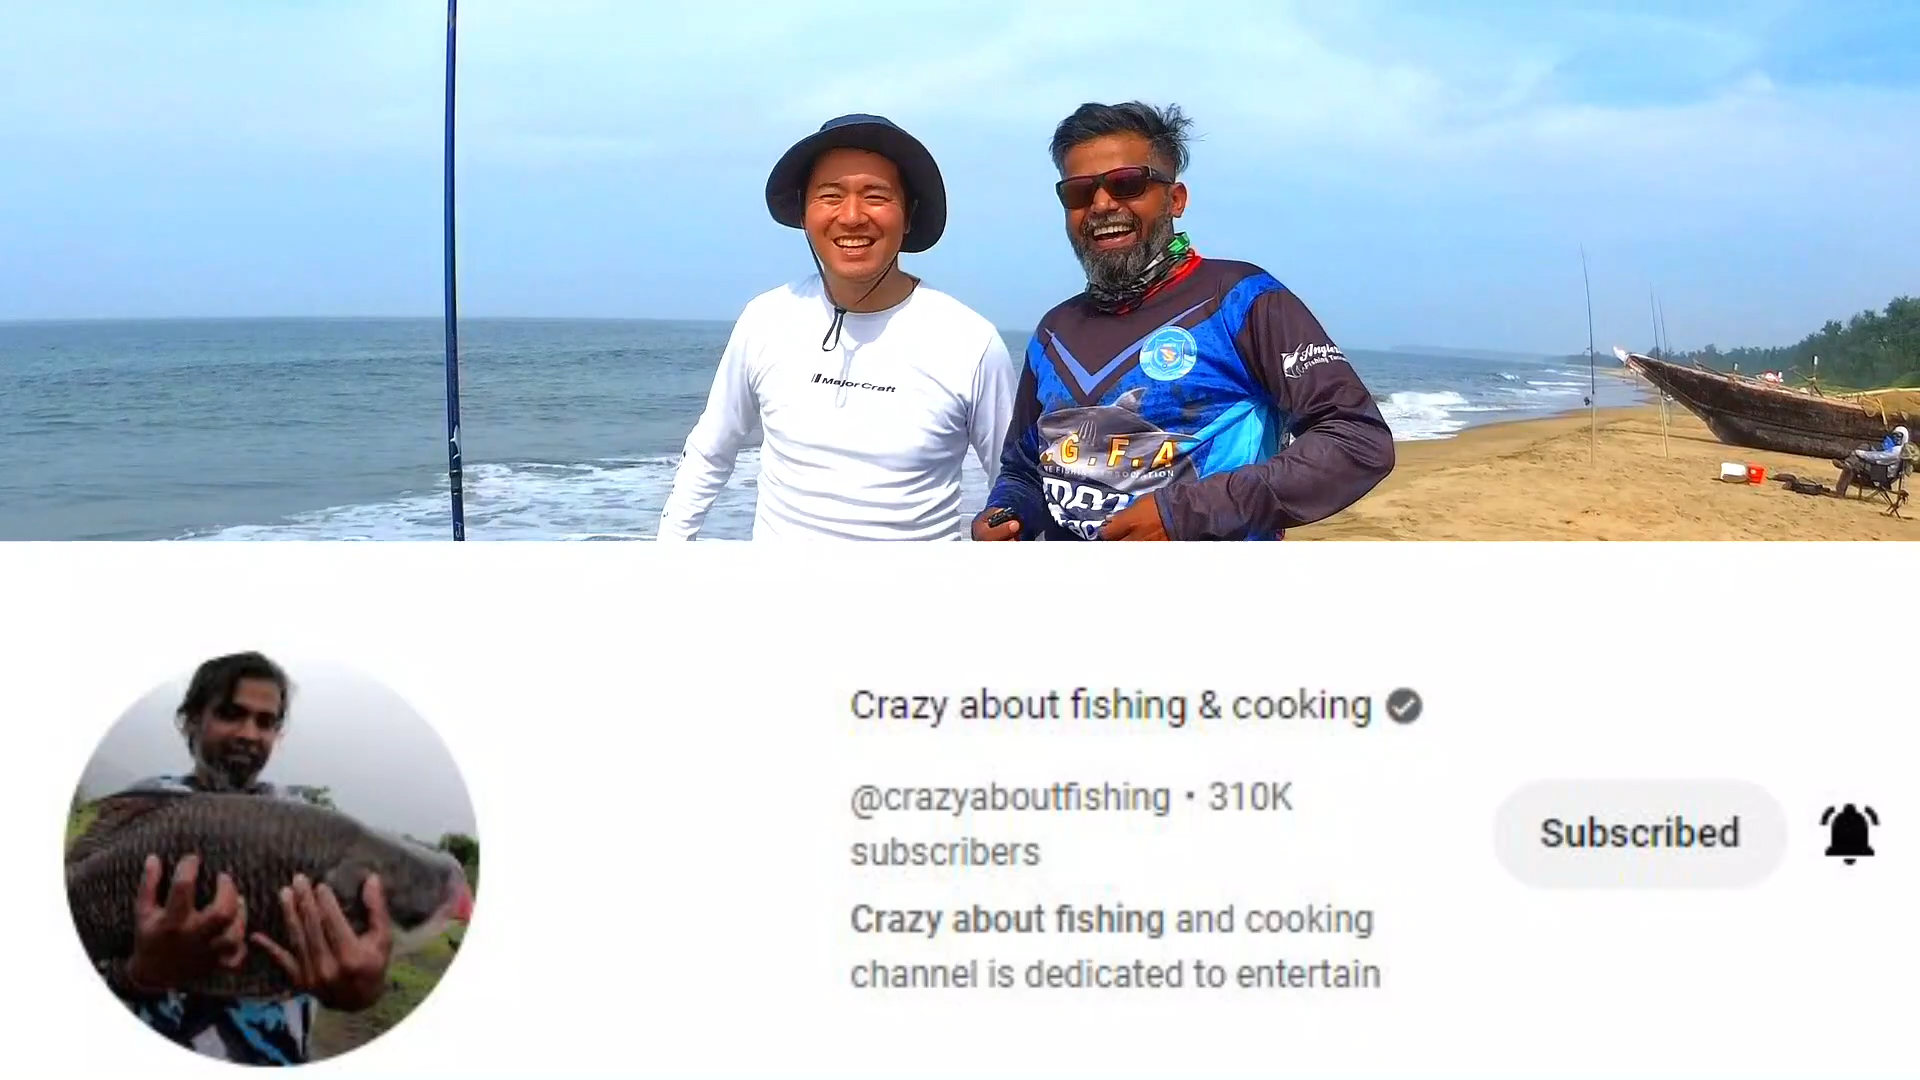 Major Craft
Angler
G.F.A
Crazy about fishing & cooking
@crazyaboutfishing • 310K
subscribers
Crazy about fishing and cooking
channel is dedicated to entertain
Subscribed